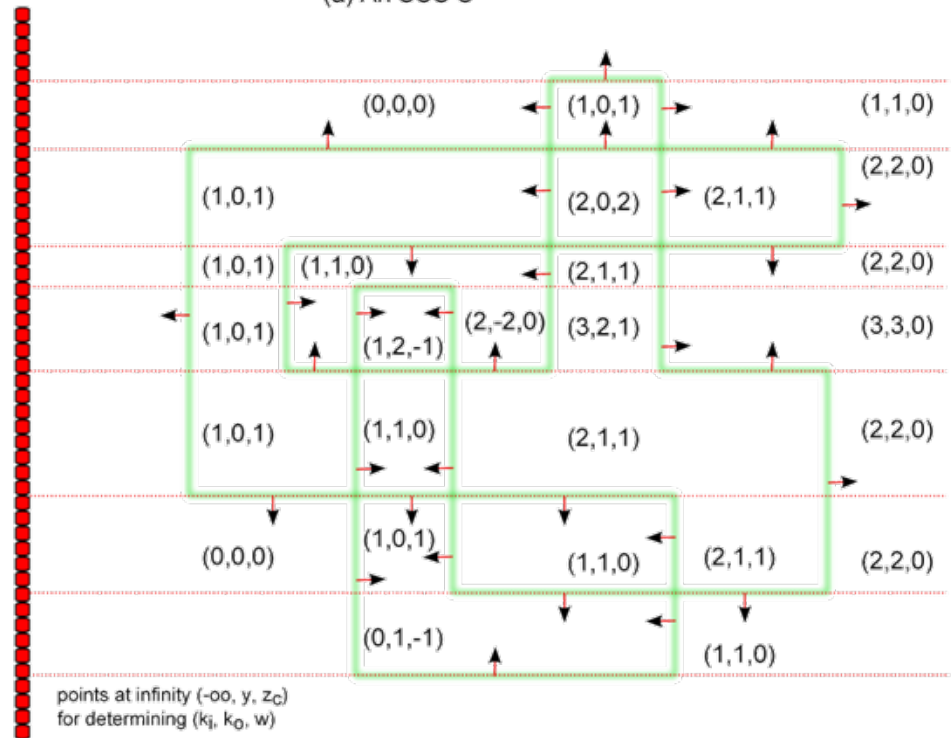 An
(0,0,0) (1,0,1) (1,1,0)
(1,0,1) (2,0,2) (2,1,1) (2,2,0)
(1,0,1) (1,1,0) (2,1,1) (2,2,0)
(1,0,1) (1,2,-1) (2,-2,0) (3,2,1) (3,3,0)
(1,0,1) (1,1,0) (2,1,1) (2,2,0)
(0,0,0) (1,0,1) (1,1,0) (2,1,1) (2,2,0)
(0,1,-1) (1,1,0)
points at infinity (-oo, y, zC)
for determining (ki, ko, w)